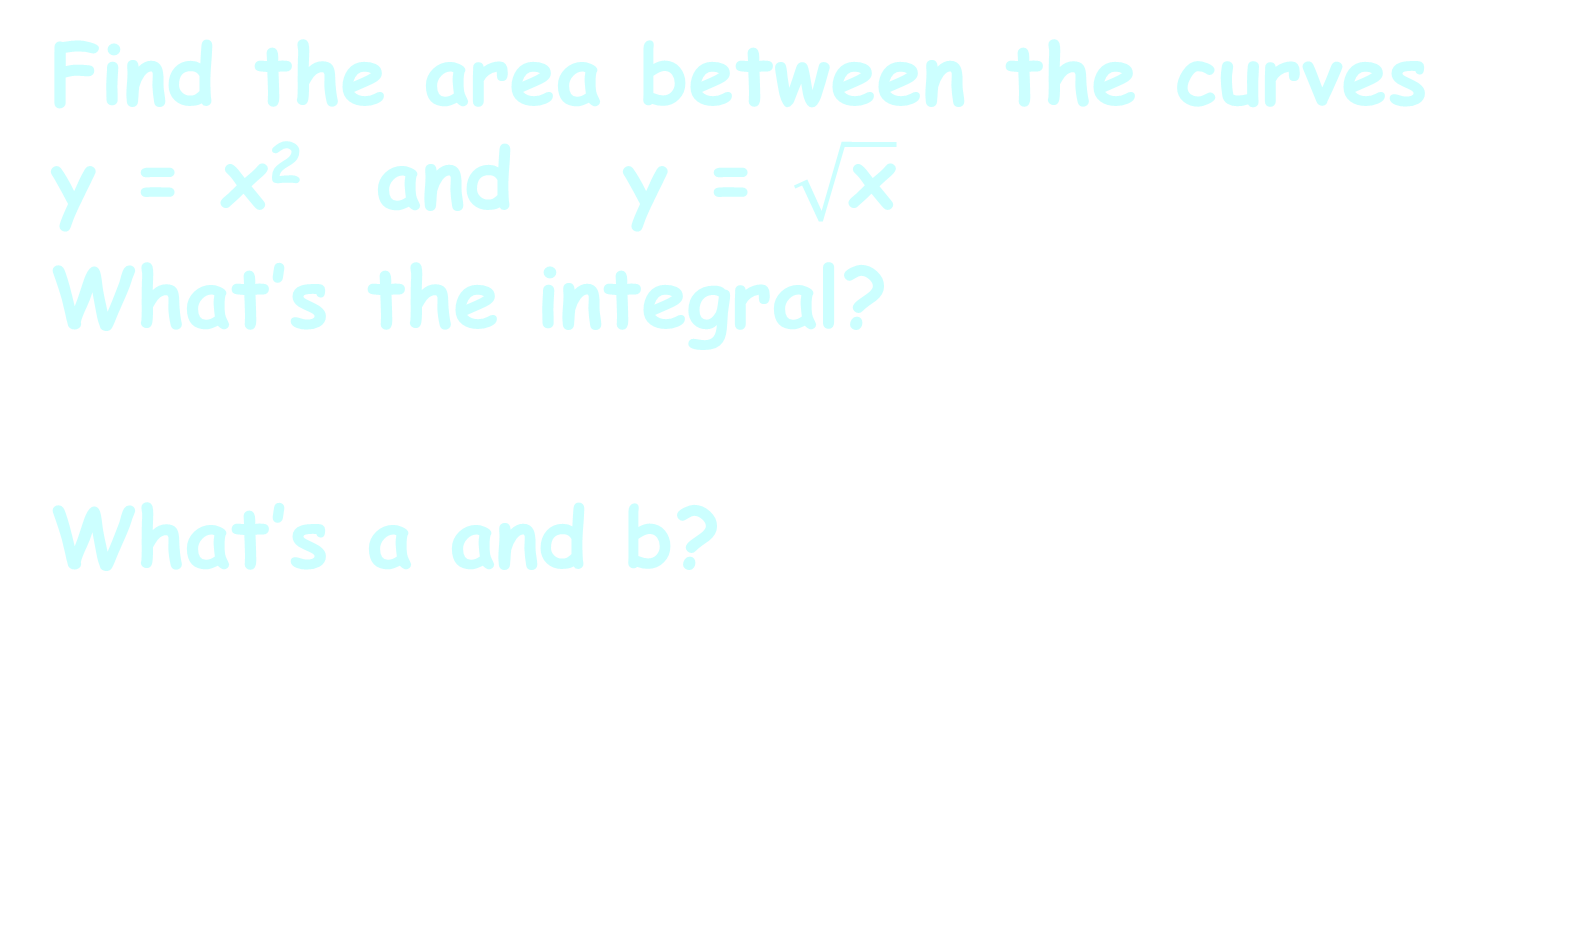 Find the area between the curves
y = x² and y = √x
What's the integral?
What's a and b?